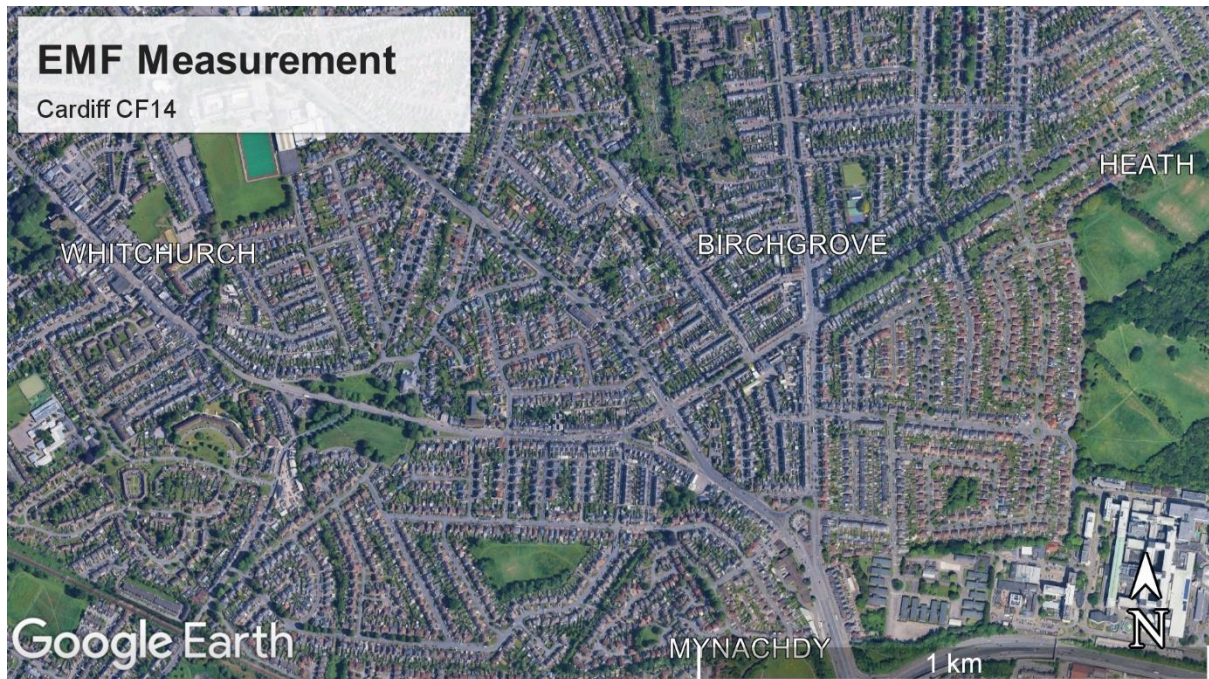 EMF Measurement
Cardiff CF14
HEATH
WHITCHURCH
BIRCHGROVE
Google Earth
MYNACHDY
1 km
N